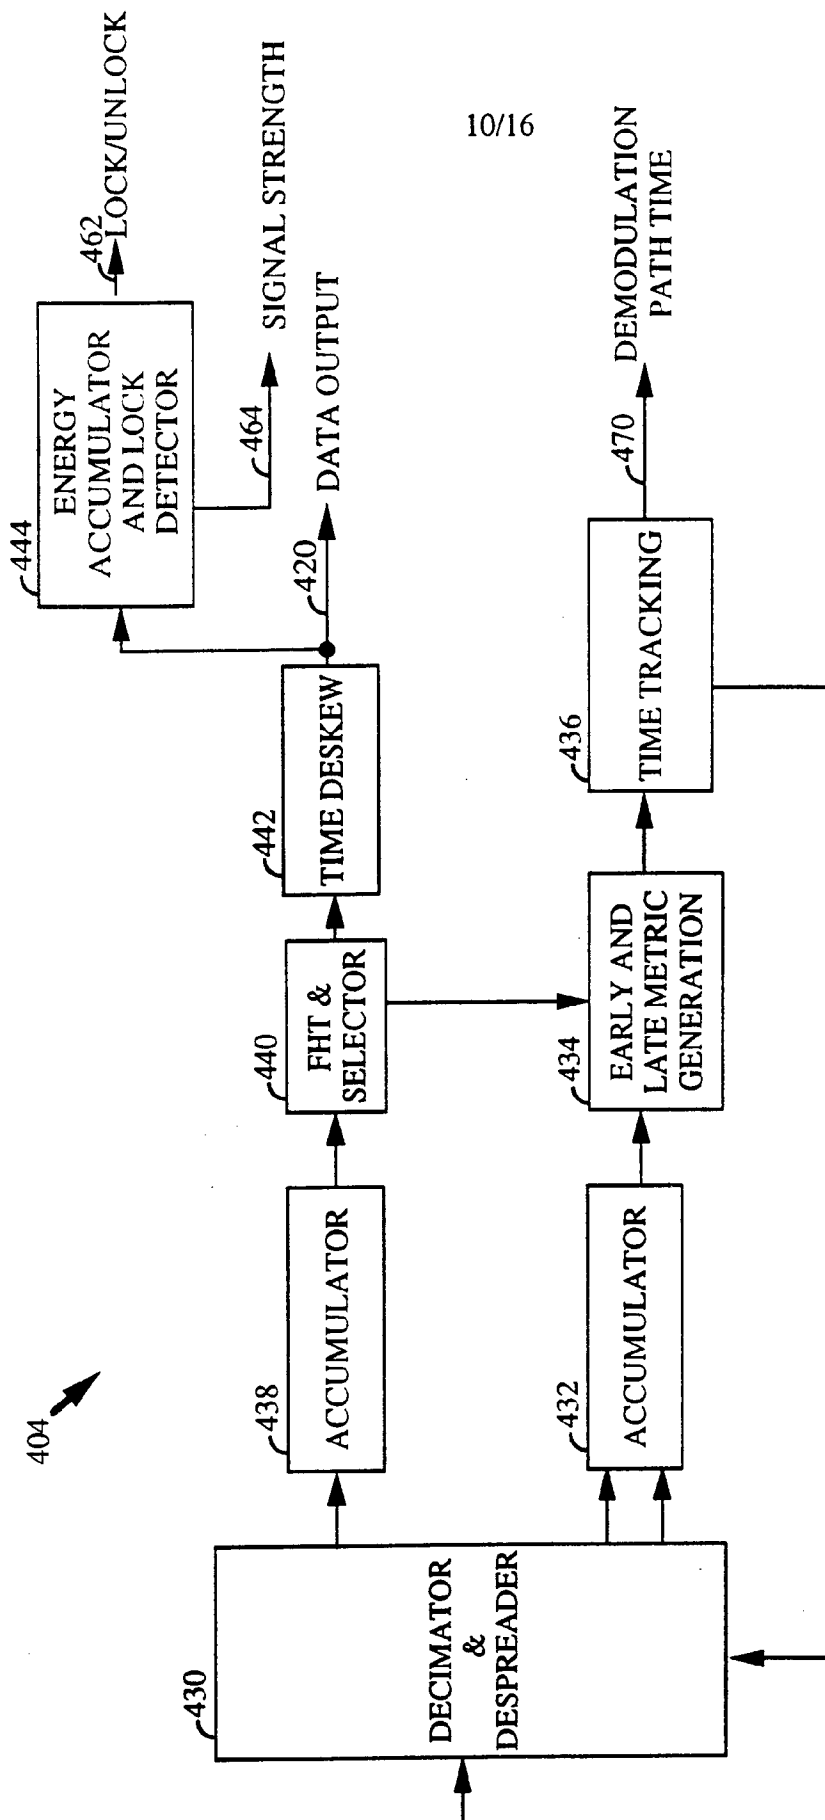 10/16
404
430
DECIMATOR
&
DESPREADER
438
ACCUMULATOR
440
FHT &
SELECTOR
442
TIME DESKEW
420
DATA OUTPUT
444
ENERGY
ACCUMULATOR
AND LOCK
DETECTOR
462
LOCK/UNLOCK
464
SIGNAL STRENGTH
432
ACCUMULATOR
434
EARLY AND
LATE METRIC
GENERATION
436
TIME TRACKING
470
DEMODULATION
PATH TIME